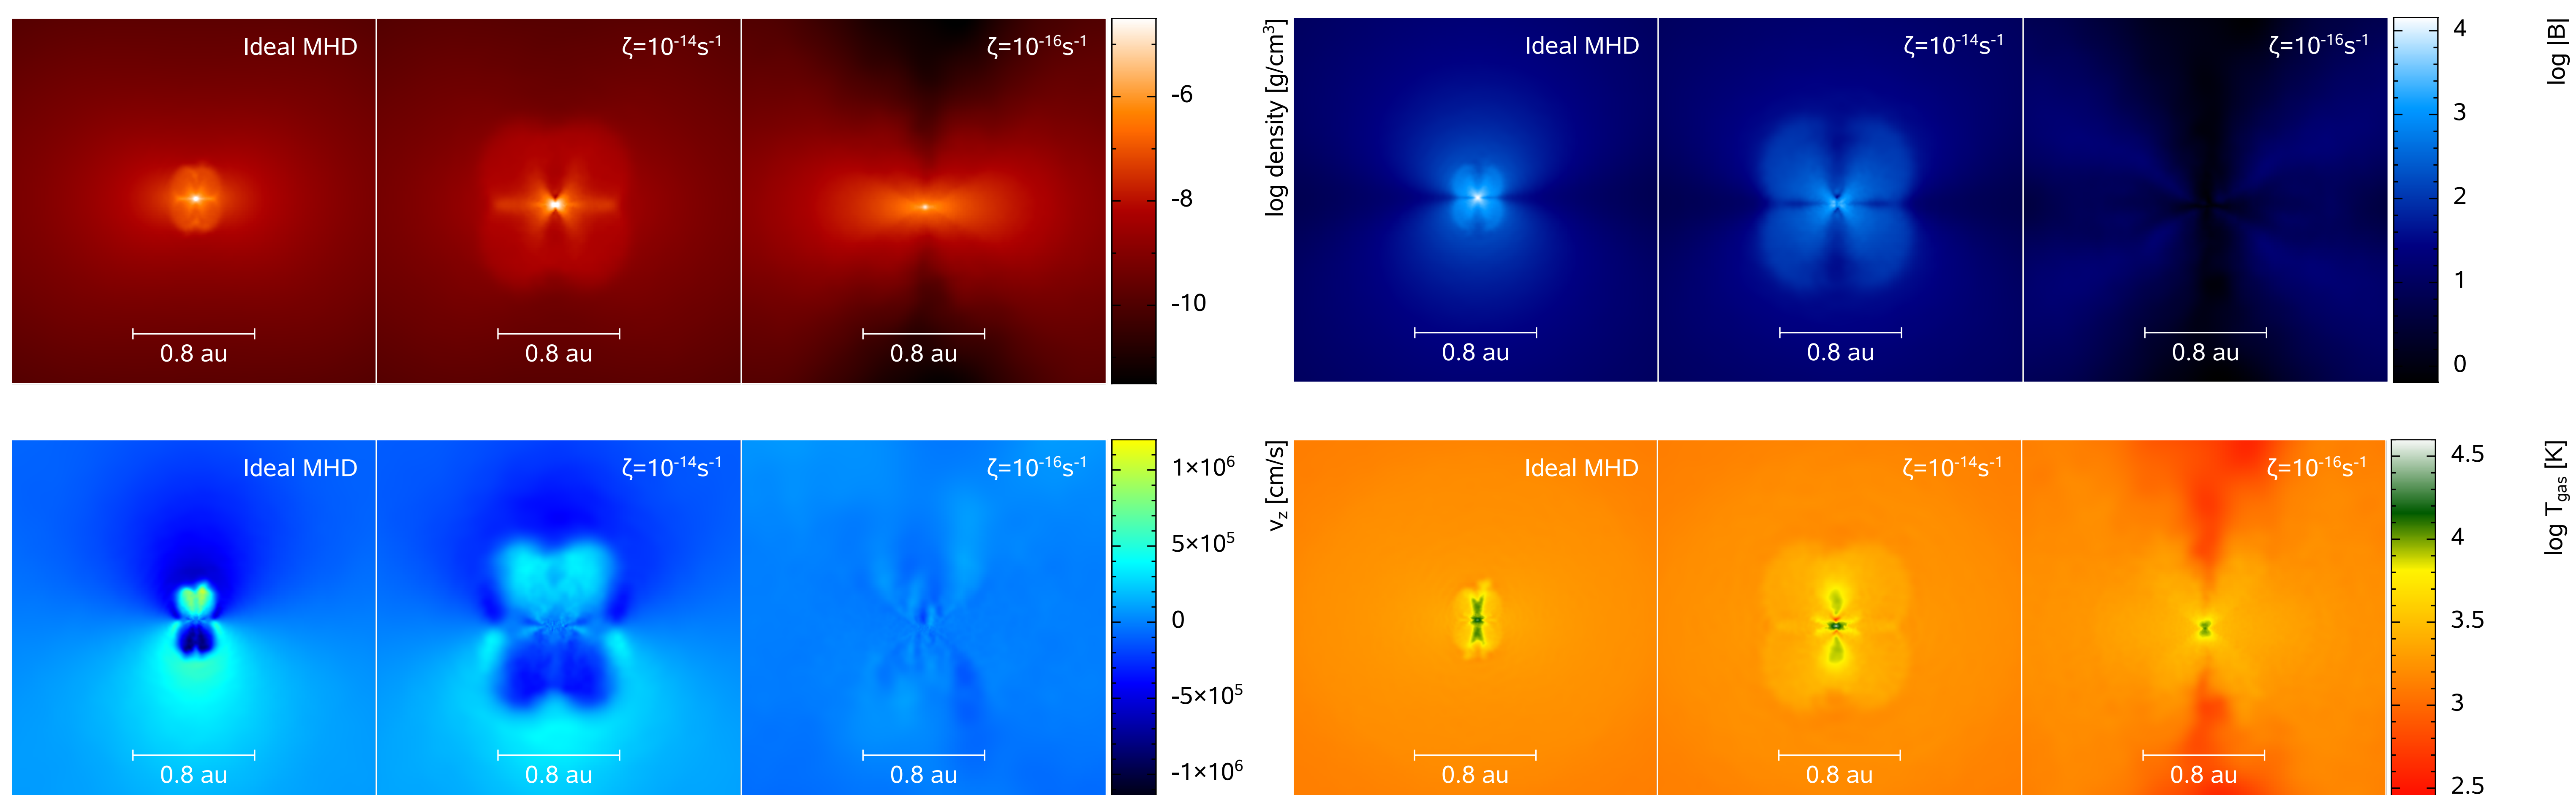 Ideal MHD
ζ=10⁻¹⁴s⁻¹
ζ=10⁻¹⁶s⁻¹
0.8 au
0.8 au
0.8 au
-6
-8
-10
log density [g/cm³]
Ideal MHD
ζ=10⁻¹⁴s⁻¹
ζ=10⁻¹⁶s⁻¹
0.8 au
0.8 au
0.8 au
4
3
2
1
0
log |B|
Ideal MHD
ζ=10⁻¹⁴s⁻¹
ζ=10⁻¹⁶s⁻¹
0.8 au
0.8 au
0.8 au
1×10⁶
5×10⁵
0
-5×10⁵
-1×10⁶
v_z [cm/s]
Ideal MHD
ζ=10⁻¹⁴s⁻¹
ζ=10⁻¹⁶s⁻¹
0.8 au
0.8 au
0.8 au
4.5
4
3.5
3
2.5
log T_gas [K]